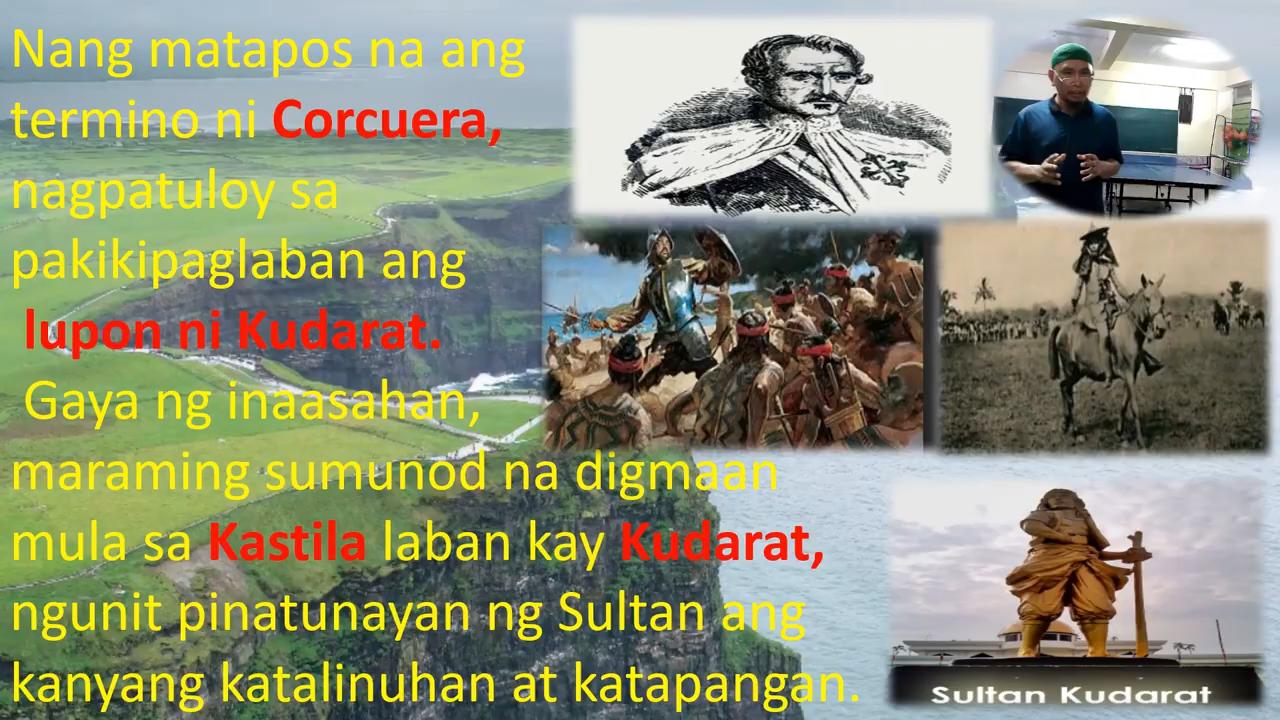 Nang matapos na ang
termino ni Corcuera,
nagpatuloy sa
pakikipaglaban ang
lupon ni Kudarat.
Gaya ng inaasahan,
maraming sumunod na digmaan
mula sa Kastila laban kay Kudarat,
ngunit pinatunayan ng Sultan ang
kanyang katalinuhan at katapangan.
Sultan Kudarat